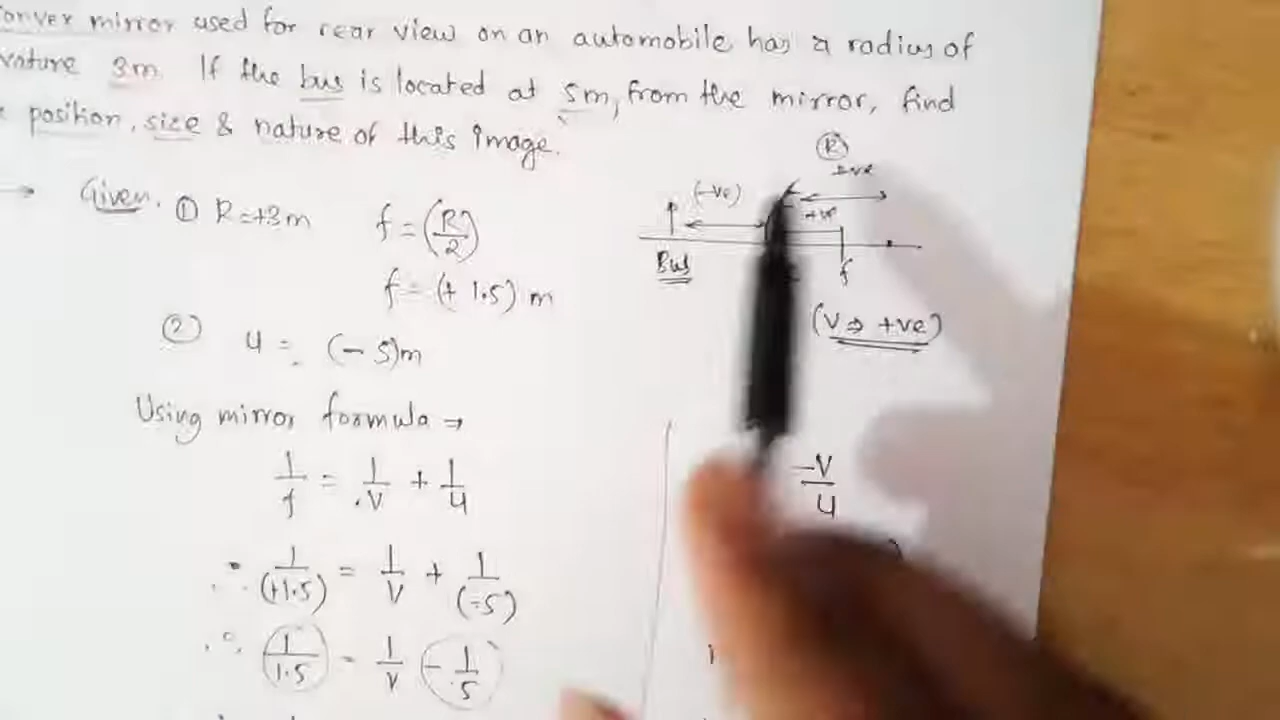 onvex mirror used for rear view on an automobile has a radius of
vature 3m. If the bus is located at 5m, from the mirror, find
position, size & nature of this image.
Given. ① R=+3m
f = (R/2)
f = (+ 1.5) m
② u = (- 5)m
(-ve)
(R)
+ve
Bus
f
(V ⇒ +ve)
Using mirror formula →
1/f = 1/v + 1/u
-v/u
∴ 1/(+1.5) = 1/v + 1/(-5)
∴ 1/1.5 = 1/v - 1/5